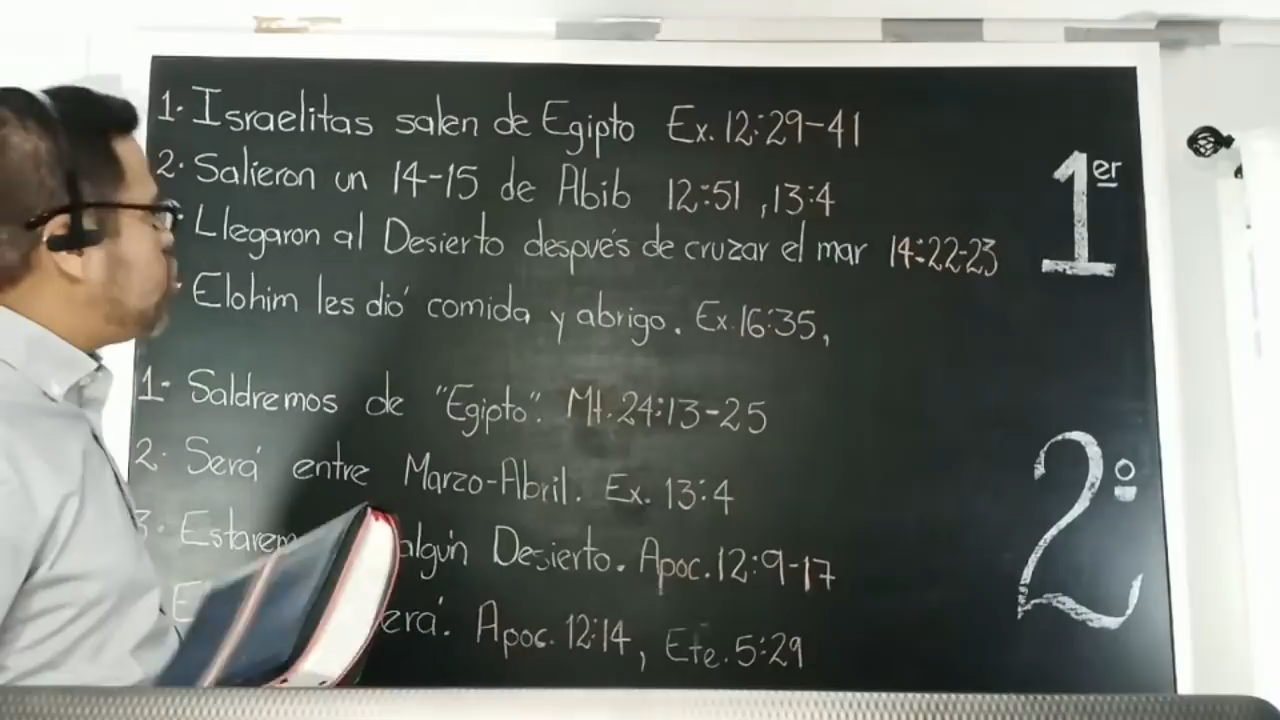 1. Israelitas salen de Egipto Ex. 12:29-41
2. Salieron un 14-15 de Abib 12:51, 13:4
Llegaron al Desierto después de cruzar el mar 14:22-23
Elohim les dió comida y abrigo. Ex. 16:35,
1er
1- Saldremos de "Egipto". Mt. 24:13-25
2. Será entre Marzo-Abril. Ex. 13:4
3. algún Desierto. Apoc. 12:9-17
Apoc. 12:14, Efe. 5:29
2º